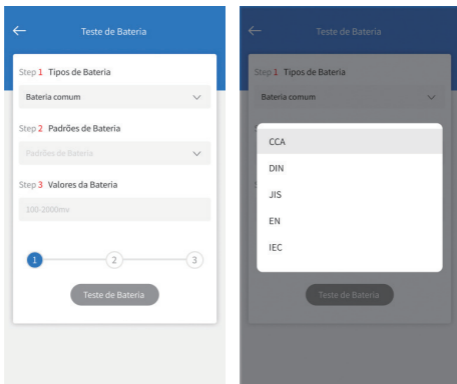 Teste de Bateria
Step 1 Tipos de Bateria
Bateria comum
Step 2 Padrões de Bateria
Padrões de Bateria
Step 3 Valores da Bateria
100-2000mv
1 2 3
Teste de Bateria
Teste de Bateria
Step 1 Tipos de Bateria
Bateria comum
CCA
DIN
JIS
EN
IEC
Teste de Bateria